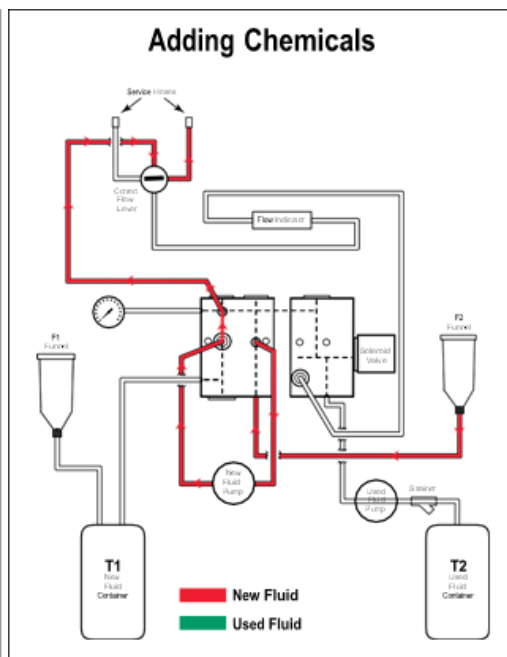 Adding Chemicals
Service Hoses
Flow
Lever
Flow Indicator
F1
Funnel
F2
Funnel
Solenoid
Valve
New
Fluid
Pump
Used
Fluid
Pump
Strainer
T1
New
Fluid
Container
T2
Used
Fluid
Container
New Fluid
Used Fluid